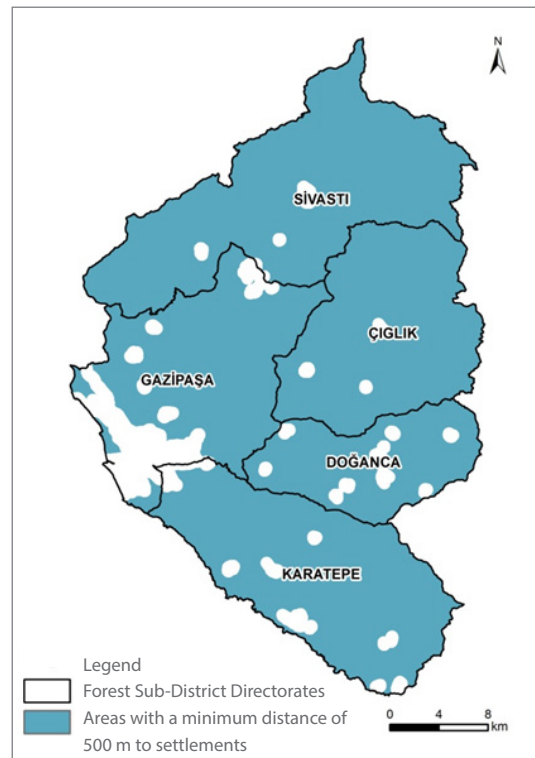 N
SİVASTI
ÇIGLIK
GAZİPAŞA
DOĞANCA
KARATEPE
Legend
Forest Sub-District Directorates
Areas with a minimum distance of
500 m to settlements
0 4 8
km